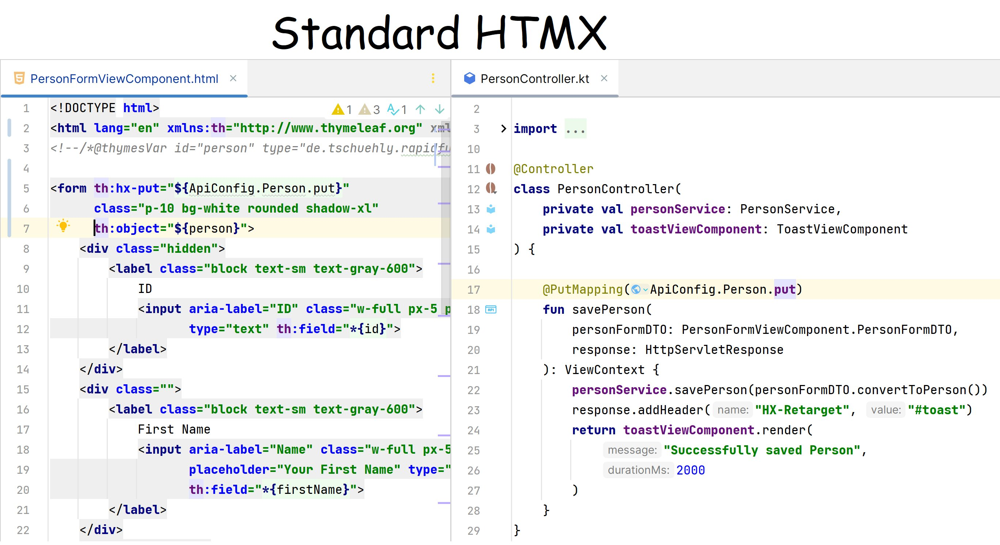 Standard HTMX
PersonFormViewComponent.html
1 <!DOCTYPE html>
1 3 1
2 <html lang="en" xmlns:th="http://www.thymeleaf.org" xml
3 <!--/*@thymesVar id="person" type="de.tschuehly.rapidfu
4
5 <form th:hx-put="${ApiConfig.Person.put}"
6 class="p-10 bg-white rounded shadow-xl"
7 th:object="${person}">
8 <div class="hidden">
9 <label class="block text-sm text-gray-600">
10 ID
11 <input aria-label="ID" class="w-full px-5 p
12 type="text" th:field="*{id}">
13 </label>
14 </div>
15 <div class="">
16 <label class="block text-sm text-gray-600">
17 First Name
18 <input aria-label="Name" class="w-full px-5
19 placeholder="Your First Name" type="
20 th:field="*{firstName}">
21 </label>
22 </div>
PersonController.kt
2
3 import ...
10
11 @Controller
12 class PersonController(
13 private val personService: PersonService,
14 private val toastViewComponent: ToastViewComponent
15 ) {
16
17 @PutMapping(ApiConfig.Person.put)
18 API fun savePerson(
19 personFormDTO: PersonFormViewComponent.PersonFormDTO,
20 response: HttpServletResponse
21 ): ViewContext {
22 personService.savePerson(personFormDTO.convertToPerson())
23 response.addHeader( name: "HX-Retarget", value: "#toast")
24 return toastViewComponent.render(
25 message: "Successfully saved Person",
26 durationMs: 2000
27 )
28 }
29 }